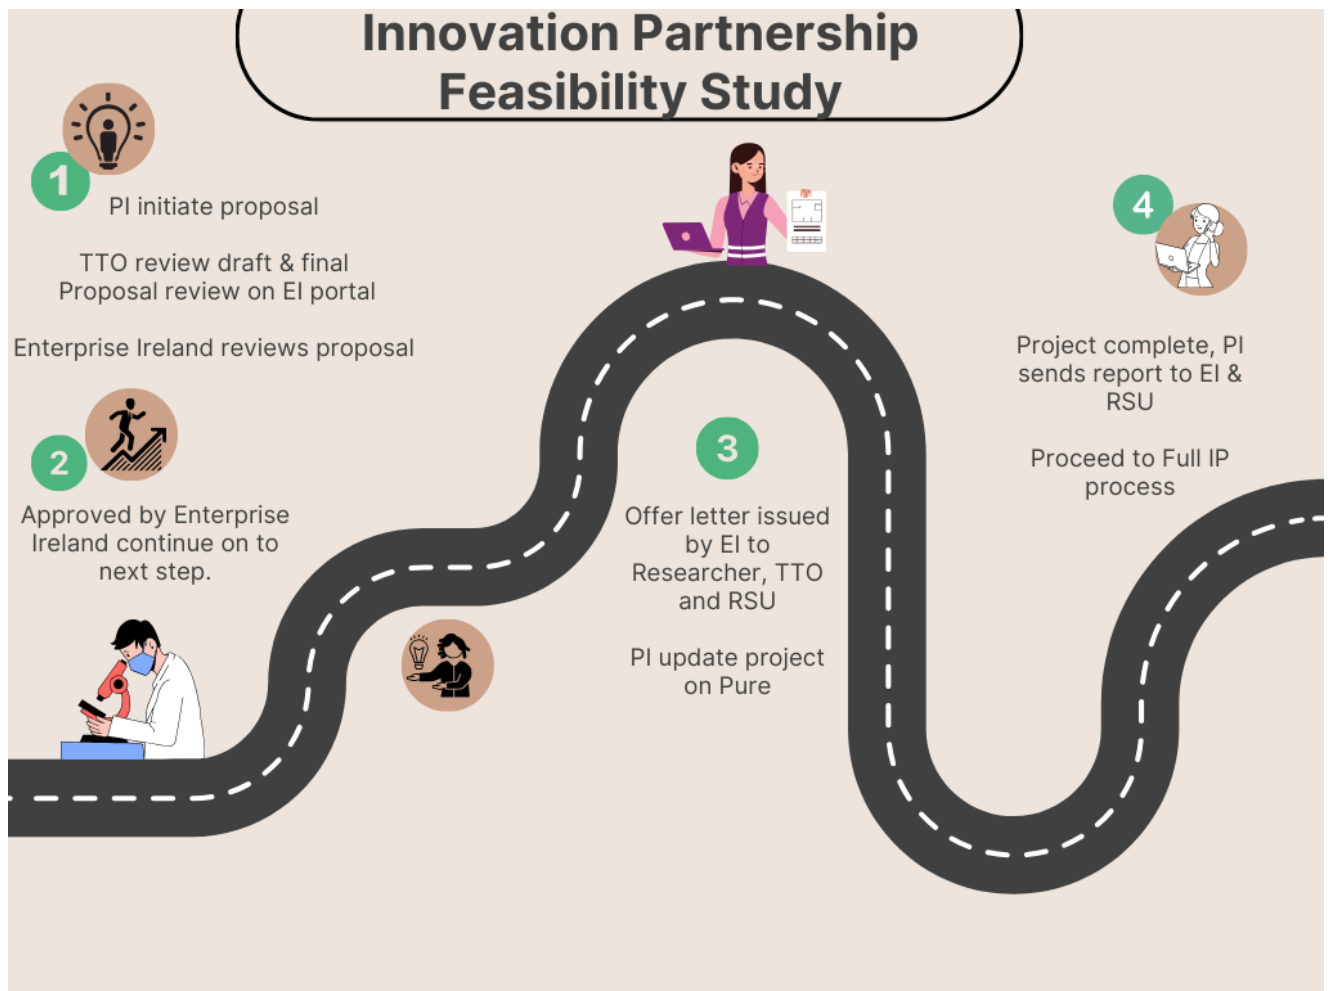 Innovation Partnership
Feasibility Study
1
PI initiate proposal
TTO review draft & final
Proposal review on EI portal
Enterprise Ireland reviews proposal
2
Approved by Enterprise
Ireland continue on to
next step.
3
Offer letter issued
by EI to
Researcher, TTO
and RSU
PI update project
on Pure
4
Project complete, PI
sends report to EI &
RSU
Proceed to Full IP
process